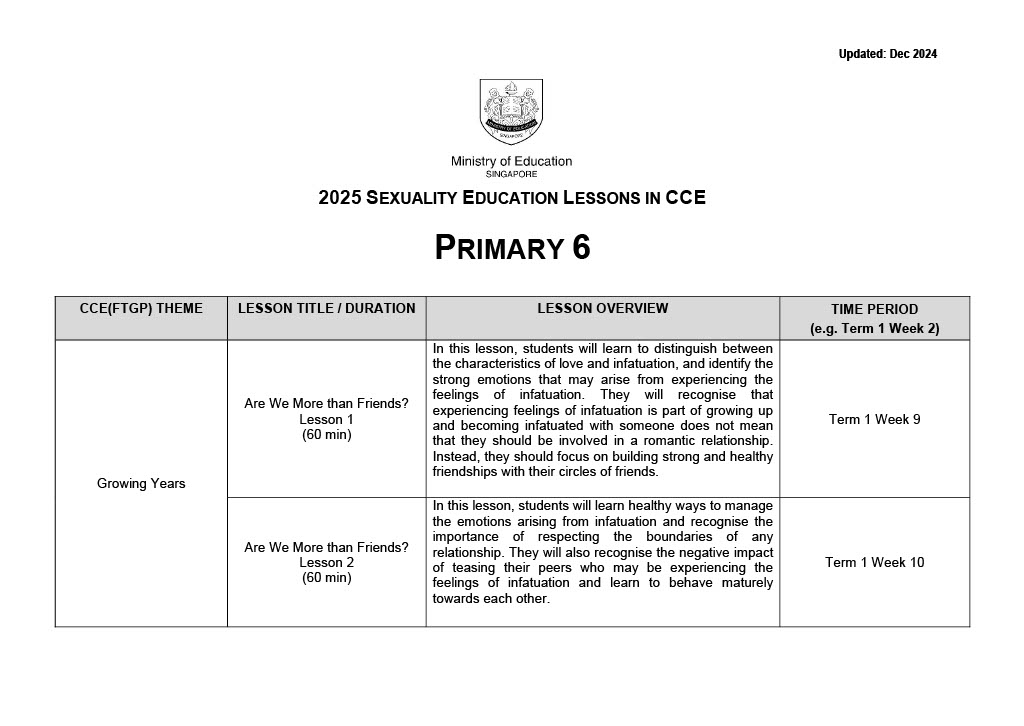 Updated: Dec 2024
Ministry of Education
SINGAPORE
2025 SEXUALITY EDUCATION LESSONS IN CCE
PRIMARY 6
CCE(FTGP) THEME
LESSON TITLE / DURATION
LESSON OVERVIEW
TIME PERIOD
(e.g. Term 1 Week 2)
Growing Years
Are We More than Friends?
Lesson 1
(60 min)
In this lesson, students will learn to distinguish between
the characteristics of love and infatuation, and identify the
strong emotions that may arise from experiencing the
feelings of infatuation. They will recognise that
experiencing feelings of infatuation is part of growing up
and becoming infatuated with someone does not mean
that they should be involved in a romantic relationship.
Instead, they should focus on building strong and healthy
friendships with their circles of friends.
Term 1 Week 9
Are We More than Friends?
Lesson 2
(60 min)
In this lesson, students will learn healthy ways to manage
the emotions arising from infatuation and recognise the
importance of respecting the boundaries of any
relationship. They will also recognise the negative impact
of teasing their peers who may be experiencing the
feelings of infatuation and learn to behave maturely
towards each other.
Term 1 Week 10